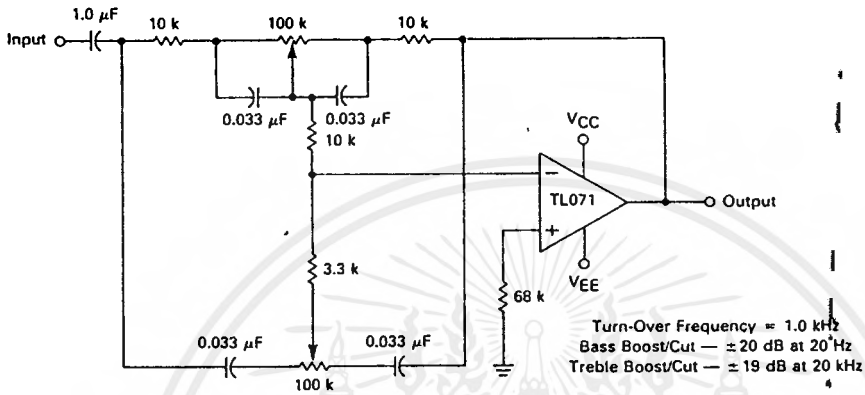 1.0 μF
10 k
100 k
10 k
Input
0.033 μF
0.033 μF
10 k
VCC
−
TL071
+
Output
VEE
3.3 k
68 k
0.033 μF
0.033 μF
100 k
Turn-Over Frequency = 1.0 kHz
Bass Boost/Cut — ± 20 dB at 20 Hz
Treble Boost/Cut — ± 19 dB at 20 kHz